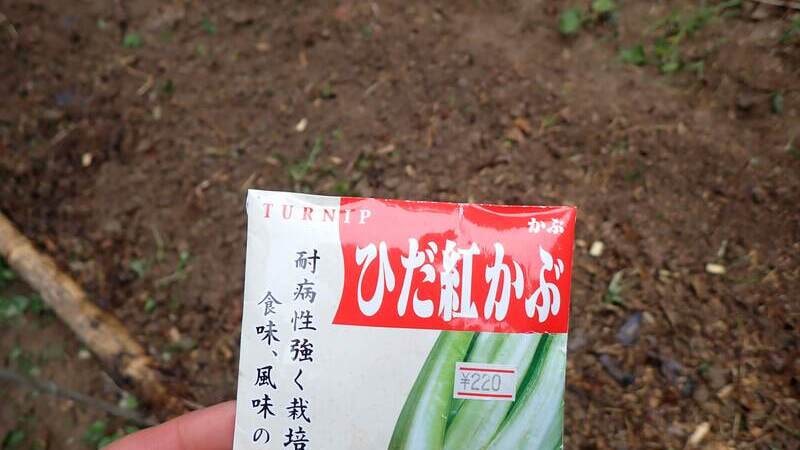 TURNIP
かぶ
ひだ紅かぶ
耐病性強く栽培
食味、風味の
¥220